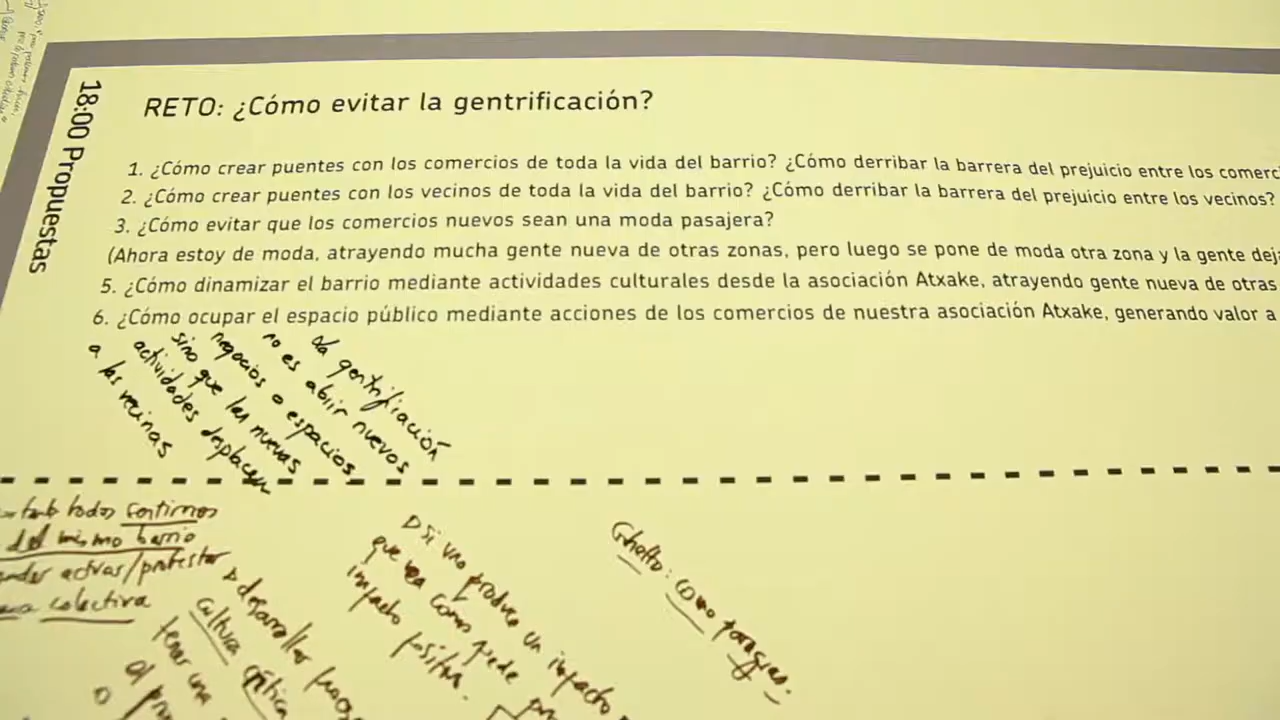 18:00 Propuestas
RETO: ¿Cómo evitar la gentrificación?
1. ¿Cómo crear puentes con los comercios de toda la vida del barrio? ¿Cómo derribar la barrera del prejuicio entre los comerc
2. ¿Cómo crear puentes con los vecinos de toda la vida del barrio? ¿Cómo derribar la barrera del prejuicio entre los vecinos?
3. ¿Cómo evitar que los comercios nuevos sean una moda pasajera?
(Ahora estoy de moda, atrayendo mucha gente nueva de otras zonas, pero luego se pone de moda otra zona y la gente dej
5. ¿Cómo dinamizar el barrio mediante actividades culturales desde la asociación Atxake, atrayendo gente nueva de otras
6. ¿Cómo ocupar el espacio público mediante acciones de los comercios de nuestra asociación Atxake, generando valor a
La gentrificación
no es abrir nuevos
negocios o espacios
sino que las nuevas
actividades desplacen
a las vecinas
todos sentirnos
del mismo barrio
activas/protestar
colectiva
desarrollar
cultura crítica
tener una
Si uno produce un impacto
que vea como puede
impacto positivo.
Ghetto: como